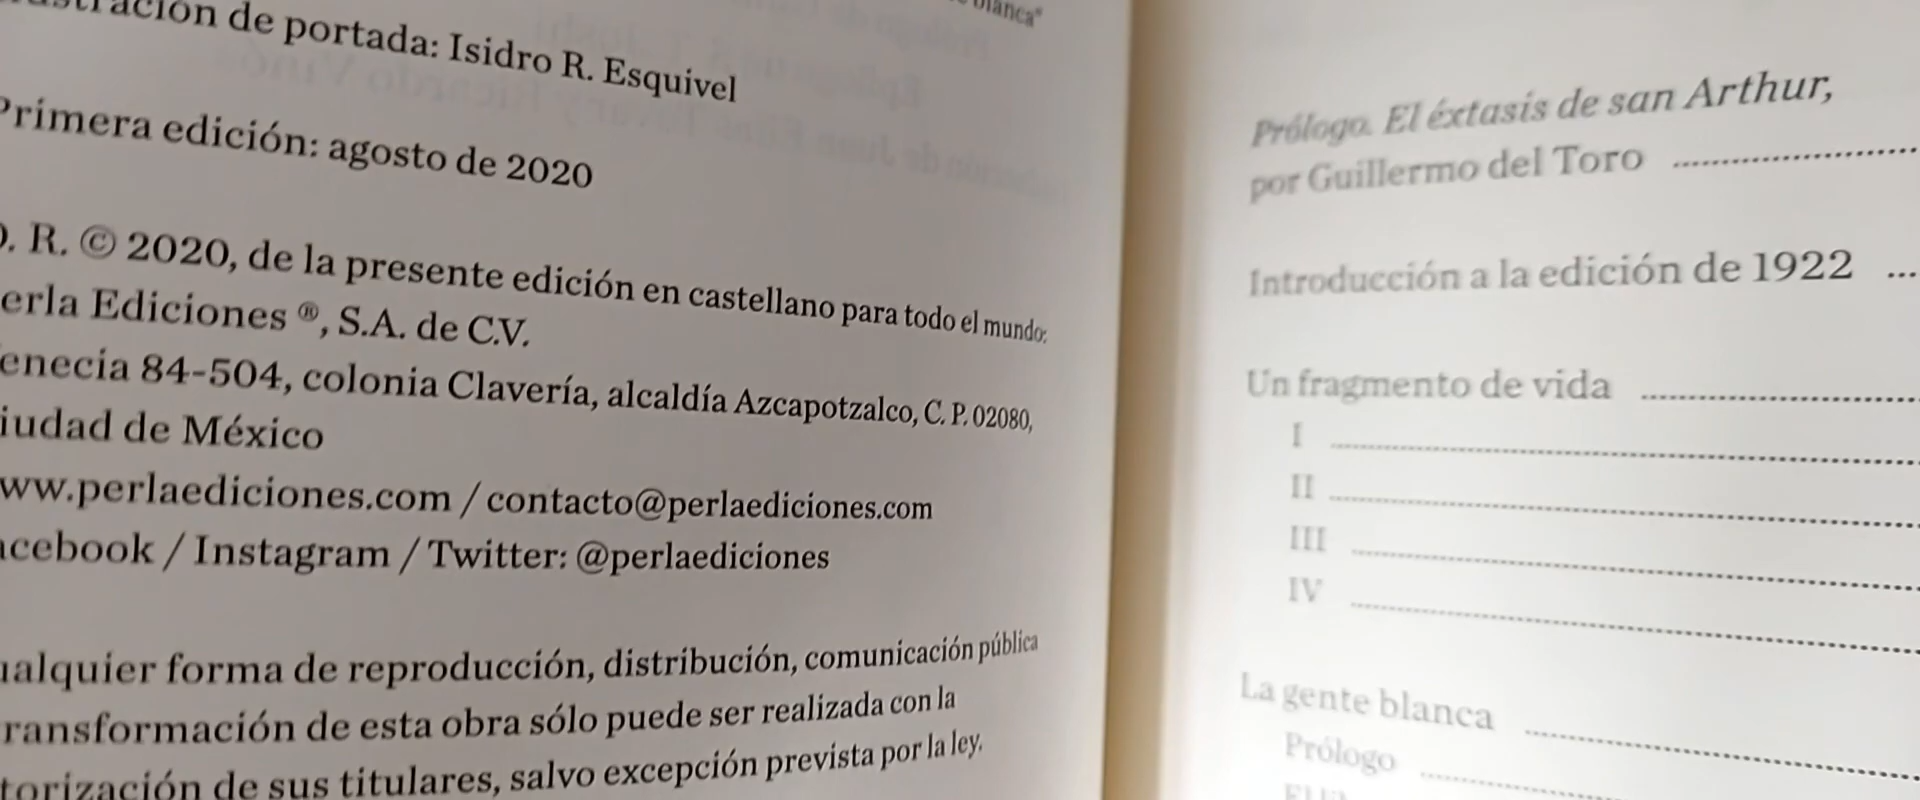 blanca"
ustración de portada: Isidro R. Esquivel
Primera edición: agosto de 2020
D. R. © 2020, de la presente edición en castellano para todo el mundo:
erla Ediciones ®, S.A. de C.V.
enecia 84-504, colonia Clavería, alcaldía Azcapotzalco, C. P. 02080,
iudad de México
ww.perlaediciones.com / contacto@perlaediciones.com
acebook / Instagram / Twitter: @perlaediciones
ualquier forma de reproducción, distribución, comunicación pública
ransformación de esta obra sólo puede ser realizada con la
torización de sus titulares, salvo excepción prevista por la ley.
Prólogo. El éxtasis de san Arthur,
por Guillermo del Toro
Introducción a la edición de 1922 ...
Un fragmento de vida
I
II
III
IV
La gente blanca
Prólogo